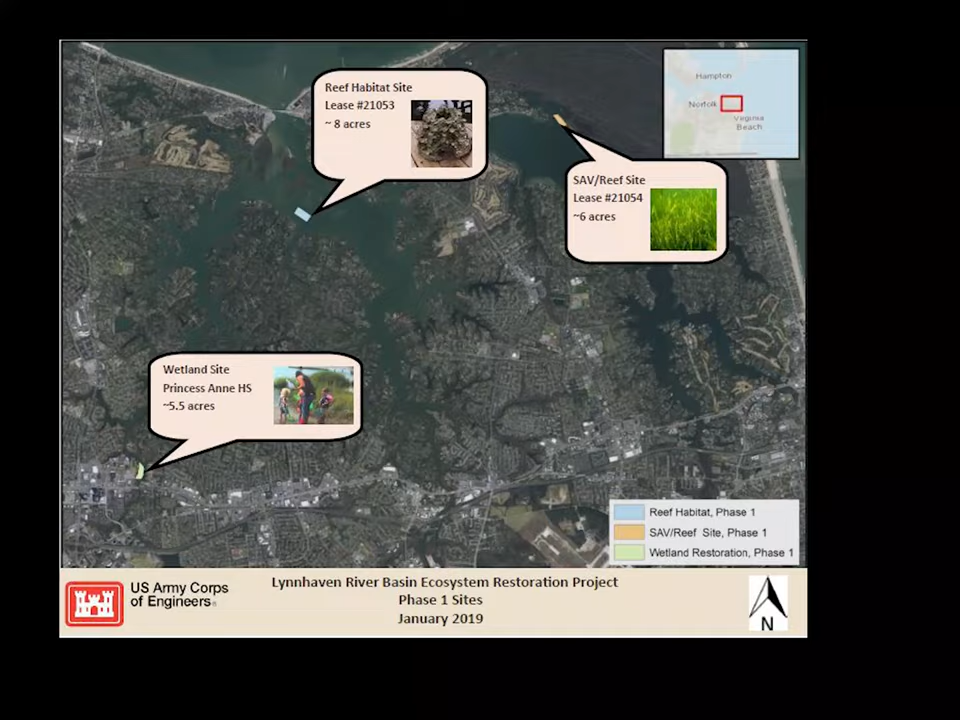 Reef Habitat Site
Lease #21053
~ 8 acres
Hampton
Norfolk
Virginia
Beach
SAV/Reef Site
Lease #21054
~6 acres
Wetland Site
Princess Anne HS
~5.5 acres
Reef Habitat, Phase 1
SAV/Reef Site, Phase 1
Wetland Restoration, Phase 1
US Army Corps
of Engineers®
Lynnhaven River Basin Ecosystem Restoration Project
Phase 1 Sites
January 2019
N